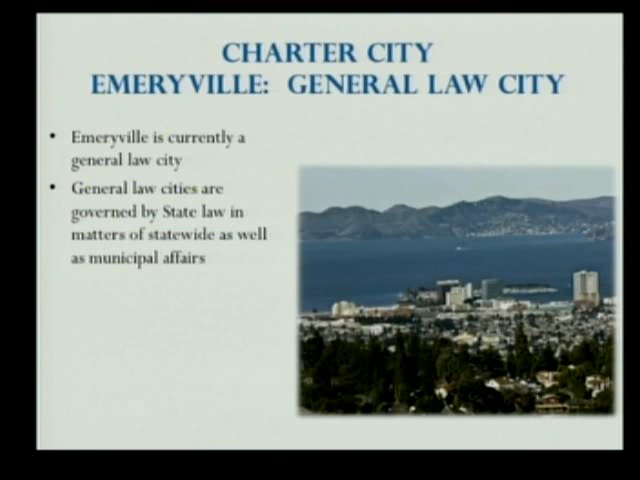 CHARTER CITY
EMERYVILLE: GENERAL LAW CITY
• Emeryville is currently a
general law city
• General law cities are
governed by State law in
matters of statewide as well
as municipal affairs